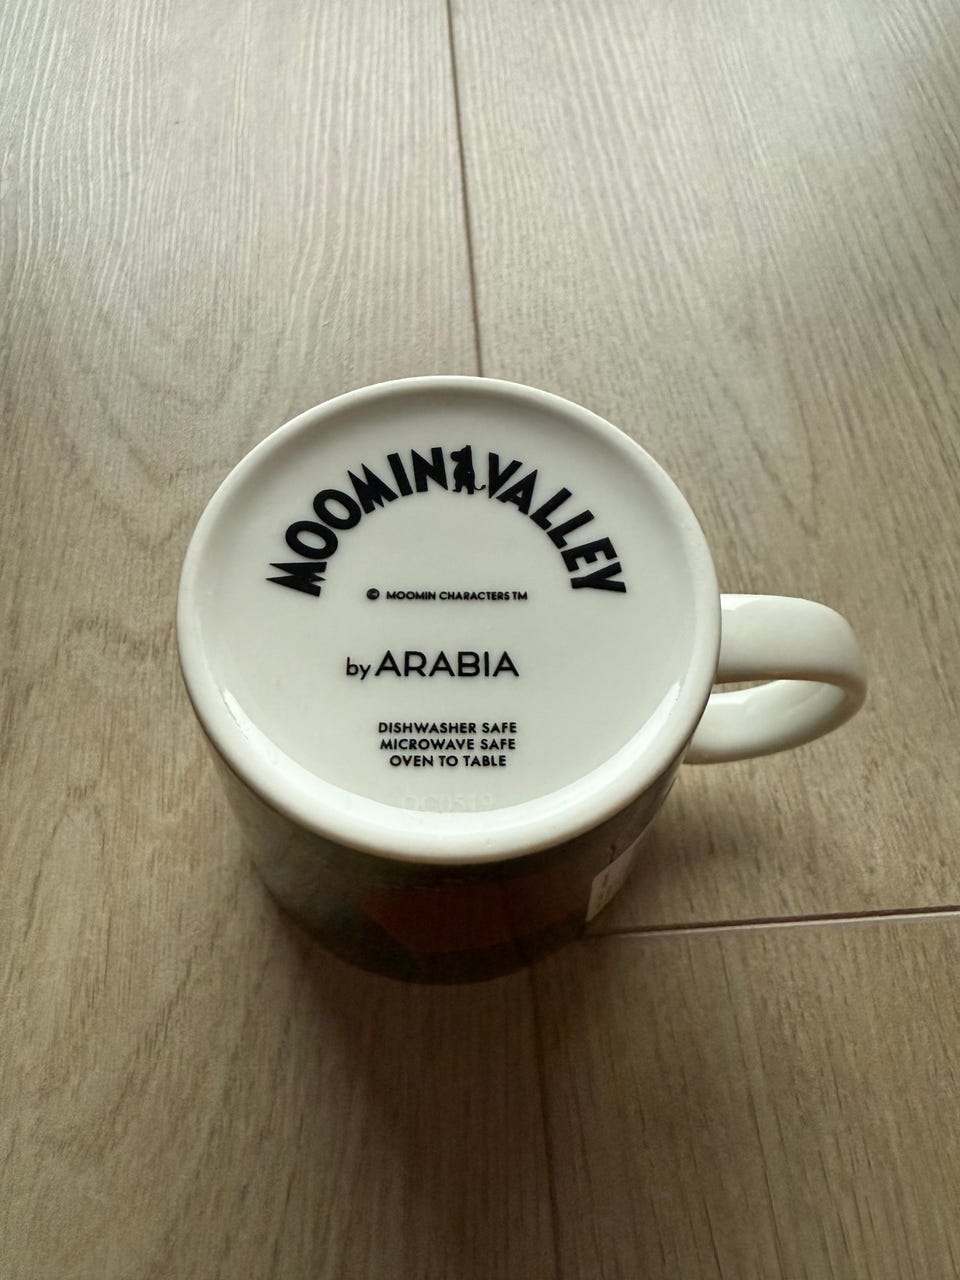 MOOMINVALLEY
© MOOMIN CHARACTERS TM
by ARABIA
DISHWASHER SAFE
MICROWAVE SAFE
OVEN TO TABLE